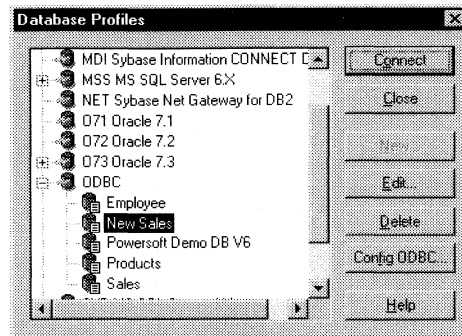 Database Profiles
MDI Sybase Information CONNECT
MSS MS SQL Server 6.X
NET Sybase Net Gateway for DB2
O71 Oracle 7.1
O72 Oracle 7.2
O73 Oracle 7.3
ODBC
Employee
New Sales
Powersoft Demo DB V6
Products
Sales
Connect
Close
New
Edit...
Delete
Config ODBC...
Help